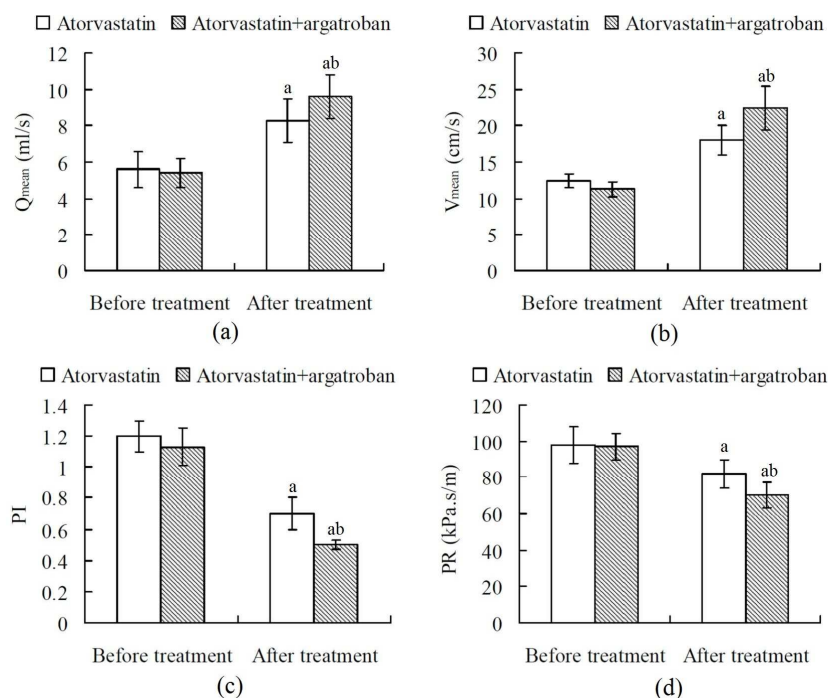 Atorvastatin Atorvastatin+argatroban
12
10
8
6
4
2
0
Qmean (ml/s)
a
ab
Before treatment After treatment
(a)
Atorvastatin Atorvastatin+argatroban
30
25
20
15
10
5
0
Vmean (cm/s)
a
ab
Before treatment After treatment
(b)
Atorvastatin Atorvastatin+argatroban
1.4
1.2
1
0.8
0.6
0.4
0.2
0
PI
a
ab
Before treatment After treatment
(c)
Atorvastatin Atorvastatin+argatroban
120
100
80
60
40
20
0
PR (kPa.s/m)
a
ab
Before treatment After treatment
(d)